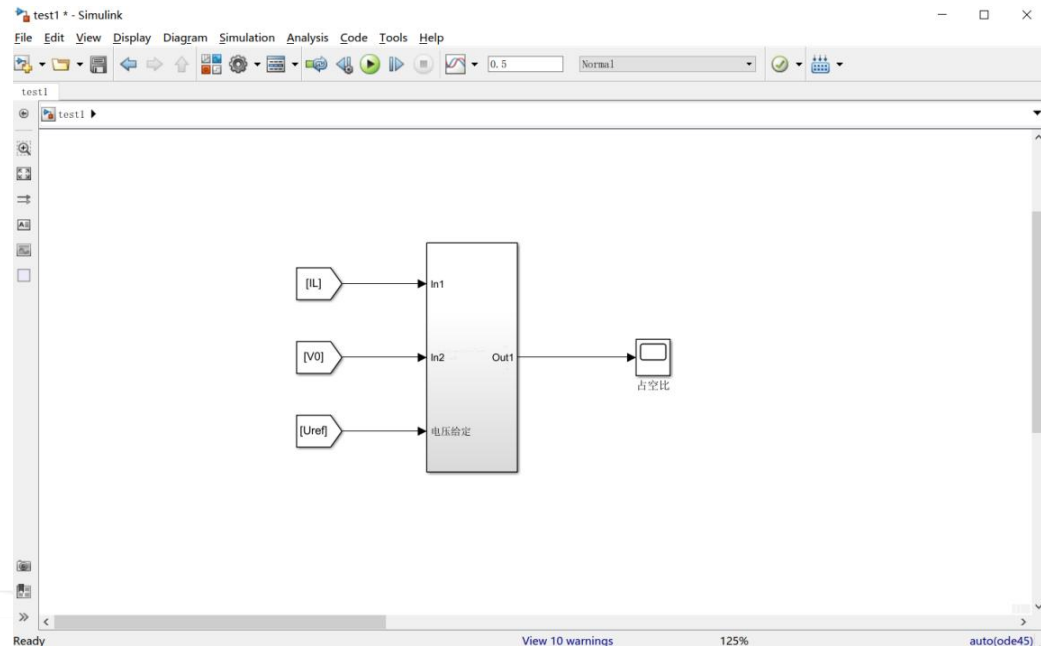 test1 * - Simulink
File Edit View Display Diagram Simulation Analysis Code Tools Help
0.5 Normal
test1
test1
[IL] In1
[V0] In2 Out1
占空比
[Uref] 电压给定
Ready View 10 warnings 125% auto(ode45)